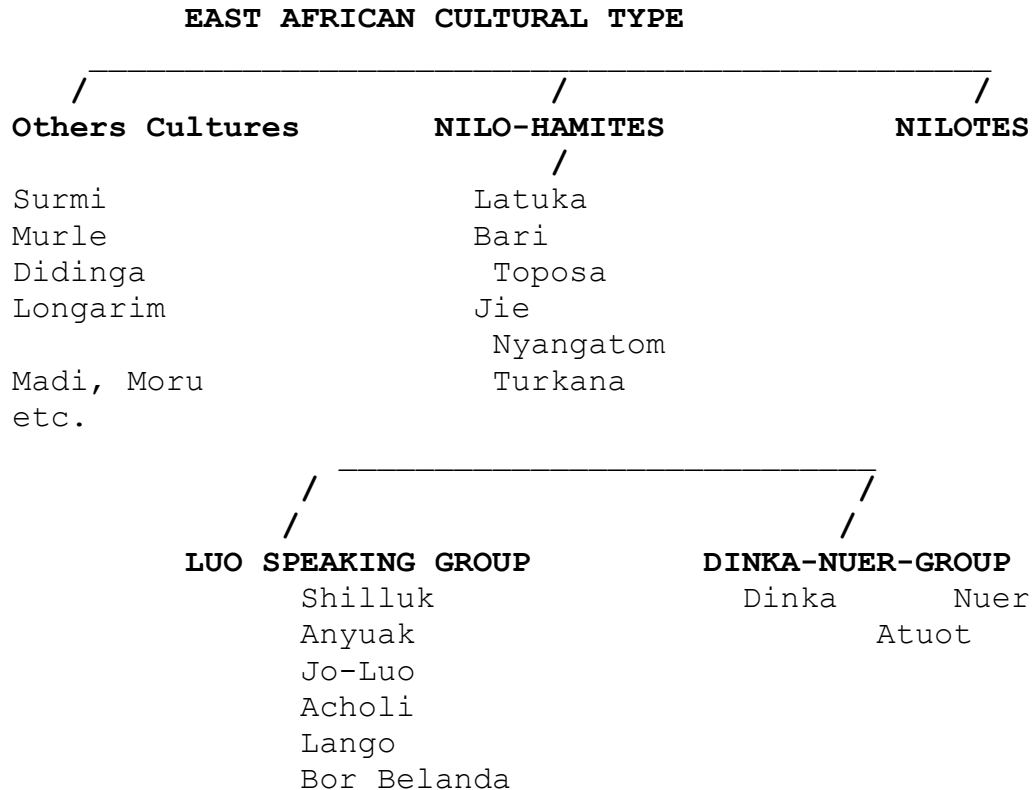 EAST AFRICAN CULTURAL TYPE
Others Cultures NILO-HAMITES NILOTES
Surmi Latuka
Murle Bari
Didinga Toposa
Longarim Jie
Nyangatom
Madi, Moru Turkana
etc.
LUO SPEAKING GROUP DINKA-NUER-GROUP
Shilluk Dinka Nuer
Anyuak Atuot
Jo-Luo
Acholi
Lango
Bor Belanda